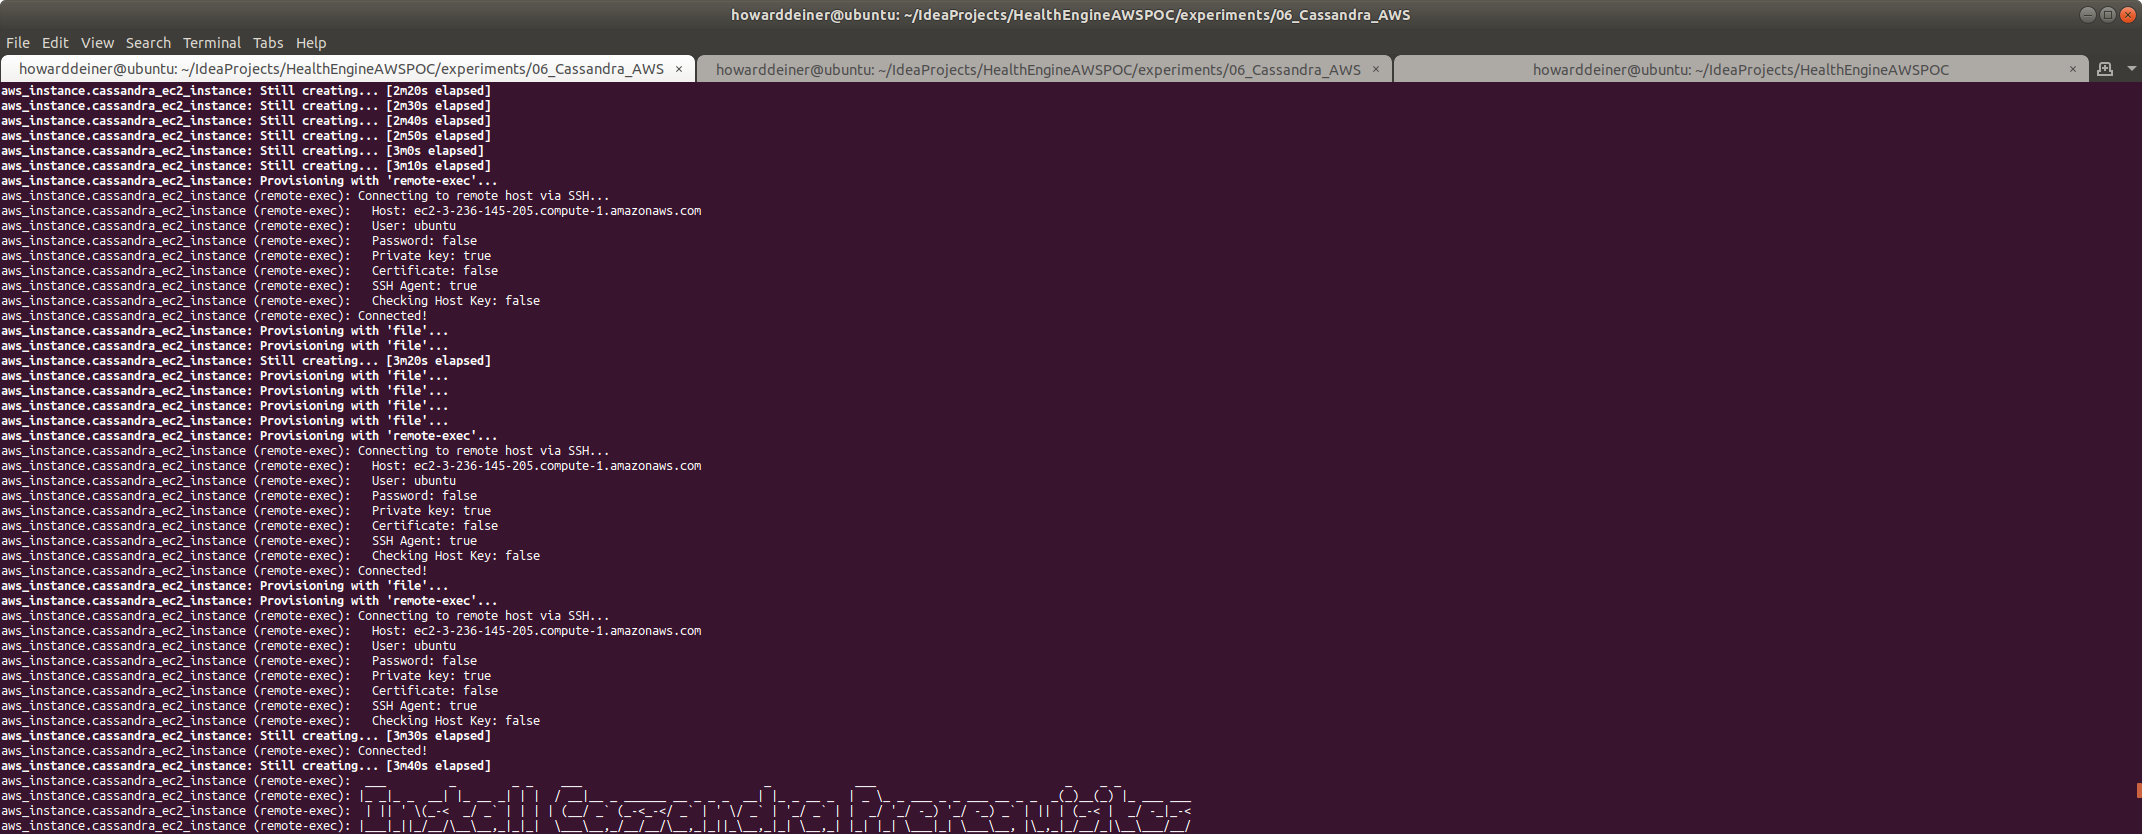 howarddeiner@ubuntu: ~/IdeaProjects/HealthEngineAWSPOC/experiments/06_Cassandra_AWS
File Edit View Search Terminal Tabs Help
howarddeiner@ubuntu: ~/IdeaProjects/HealthEngineAWSPOC/experiments/06_Cassandra_AWS × howarddeiner@ubuntu: ~/IdeaProjects/HealthEngineAWSPOC/experiments/06_Cassandra_AWS × howarddeiner@ubuntu: ~/IdeaProjects/HealthEngineAWSPOC ×
aws_instance.cassandra_ec2_instance: Still creating... [2m20s elapsed]
aws_instance.cassandra_ec2_instance: Still creating... [2m30s elapsed]
aws_instance.cassandra_ec2_instance: Still creating... [2m40s elapsed]
aws_instance.cassandra_ec2_instance: Still creating... [2m50s elapsed]
aws_instance.cassandra_ec2_instance: Still creating... [3m0s elapsed]
aws_instance.cassandra_ec2_instance: Still creating... [3m10s elapsed]
aws_instance.cassandra_ec2_instance: Provisioning with 'remote-exec'...
aws_instance.cassandra_ec2_instance (remote-exec): Connecting to remote host via SSH...
aws_instance.cassandra_ec2_instance (remote-exec):   Host: ec2-3-236-145-205.compute-1.amazonaws.com
aws_instance.cassandra_ec2_instance (remote-exec):   User: ubuntu
aws_instance.cassandra_ec2_instance (remote-exec):   Password: false
aws_instance.cassandra_ec2_instance (remote-exec):   Private key: true
aws_instance.cassandra_ec2_instance (remote-exec):   Certificate: false
aws_instance.cassandra_ec2_instance (remote-exec):   SSH Agent: true
aws_instance.cassandra_ec2_instance (remote-exec):   Checking Host Key: false
aws_instance.cassandra_ec2_instance (remote-exec): Connected!
aws_instance.cassandra_ec2_instance: Provisioning with 'file'...
aws_instance.cassandra_ec2_instance: Provisioning with 'file'...
aws_instance.cassandra_ec2_instance: Still creating... [3m20s elapsed]
aws_instance.cassandra_ec2_instance: Provisioning with 'file'...
aws_instance.cassandra_ec2_instance: Provisioning with 'file'...
aws_instance.cassandra_ec2_instance: Provisioning with 'file'...
aws_instance.cassandra_ec2_instance: Provisioning with 'file'...
aws_instance.cassandra_ec2_instance: Provisioning with 'remote-exec'...
aws_instance.cassandra_ec2_instance (remote-exec): Connecting to remote host via SSH...
aws_instance.cassandra_ec2_instance (remote-exec):   Host: ec2-3-236-145-205.compute-1.amazonaws.com
aws_instance.cassandra_ec2_instance (remote-exec):   User: ubuntu
aws_instance.cassandra_ec2_instance (remote-exec):   Password: false
aws_instance.cassandra_ec2_instance (remote-exec):   Private key: true
aws_instance.cassandra_ec2_instance (remote-exec):   Certificate: false
aws_instance.cassandra_ec2_instance (remote-exec):   SSH Agent: true
aws_instance.cassandra_ec2_instance (remote-exec):   Checking Host Key: false
aws_instance.cassandra_ec2_instance (remote-exec): Connected!
aws_instance.cassandra_ec2_instance: Provisioning with 'file'...
aws_instance.cassandra_ec2_instance: Provisioning with 'remote-exec'...
aws_instance.cassandra_ec2_instance (remote-exec): Connecting to remote host via SSH...
aws_instance.cassandra_ec2_instance (remote-exec):   Host: ec2-3-236-145-205.compute-1.amazonaws.com
aws_instance.cassandra_ec2_instance (remote-exec):   User: ubuntu
aws_instance.cassandra_ec2_instance (remote-exec):   Password: false
aws_instance.cassandra_ec2_instance (remote-exec):   Private key: true
aws_instance.cassandra_ec2_instance (remote-exec):   Certificate: false
aws_instance.cassandra_ec2_instance (remote-exec):   SSH Agent: true
aws_instance.cassandra_ec2_instance (remote-exec):   Checking Host Key: false
aws_instance.cassandra_ec2_instance: Still creating... [3m30s elapsed]
aws_instance.cassandra_ec2_instance (remote-exec): Connected!
aws_instance.cassandra_ec2_instance: Still creating... [3m40s elapsed]
aws_instance.cassandra_ec2_instance (remote-exec):
aws_instance.cassandra_ec2_instance (remote-exec):
aws_instance.cassandra_ec2_instance (remote-exec):
aws_instance.cassandra_ec2_instance (remote-exec):
Install Cassandra Prerequisites